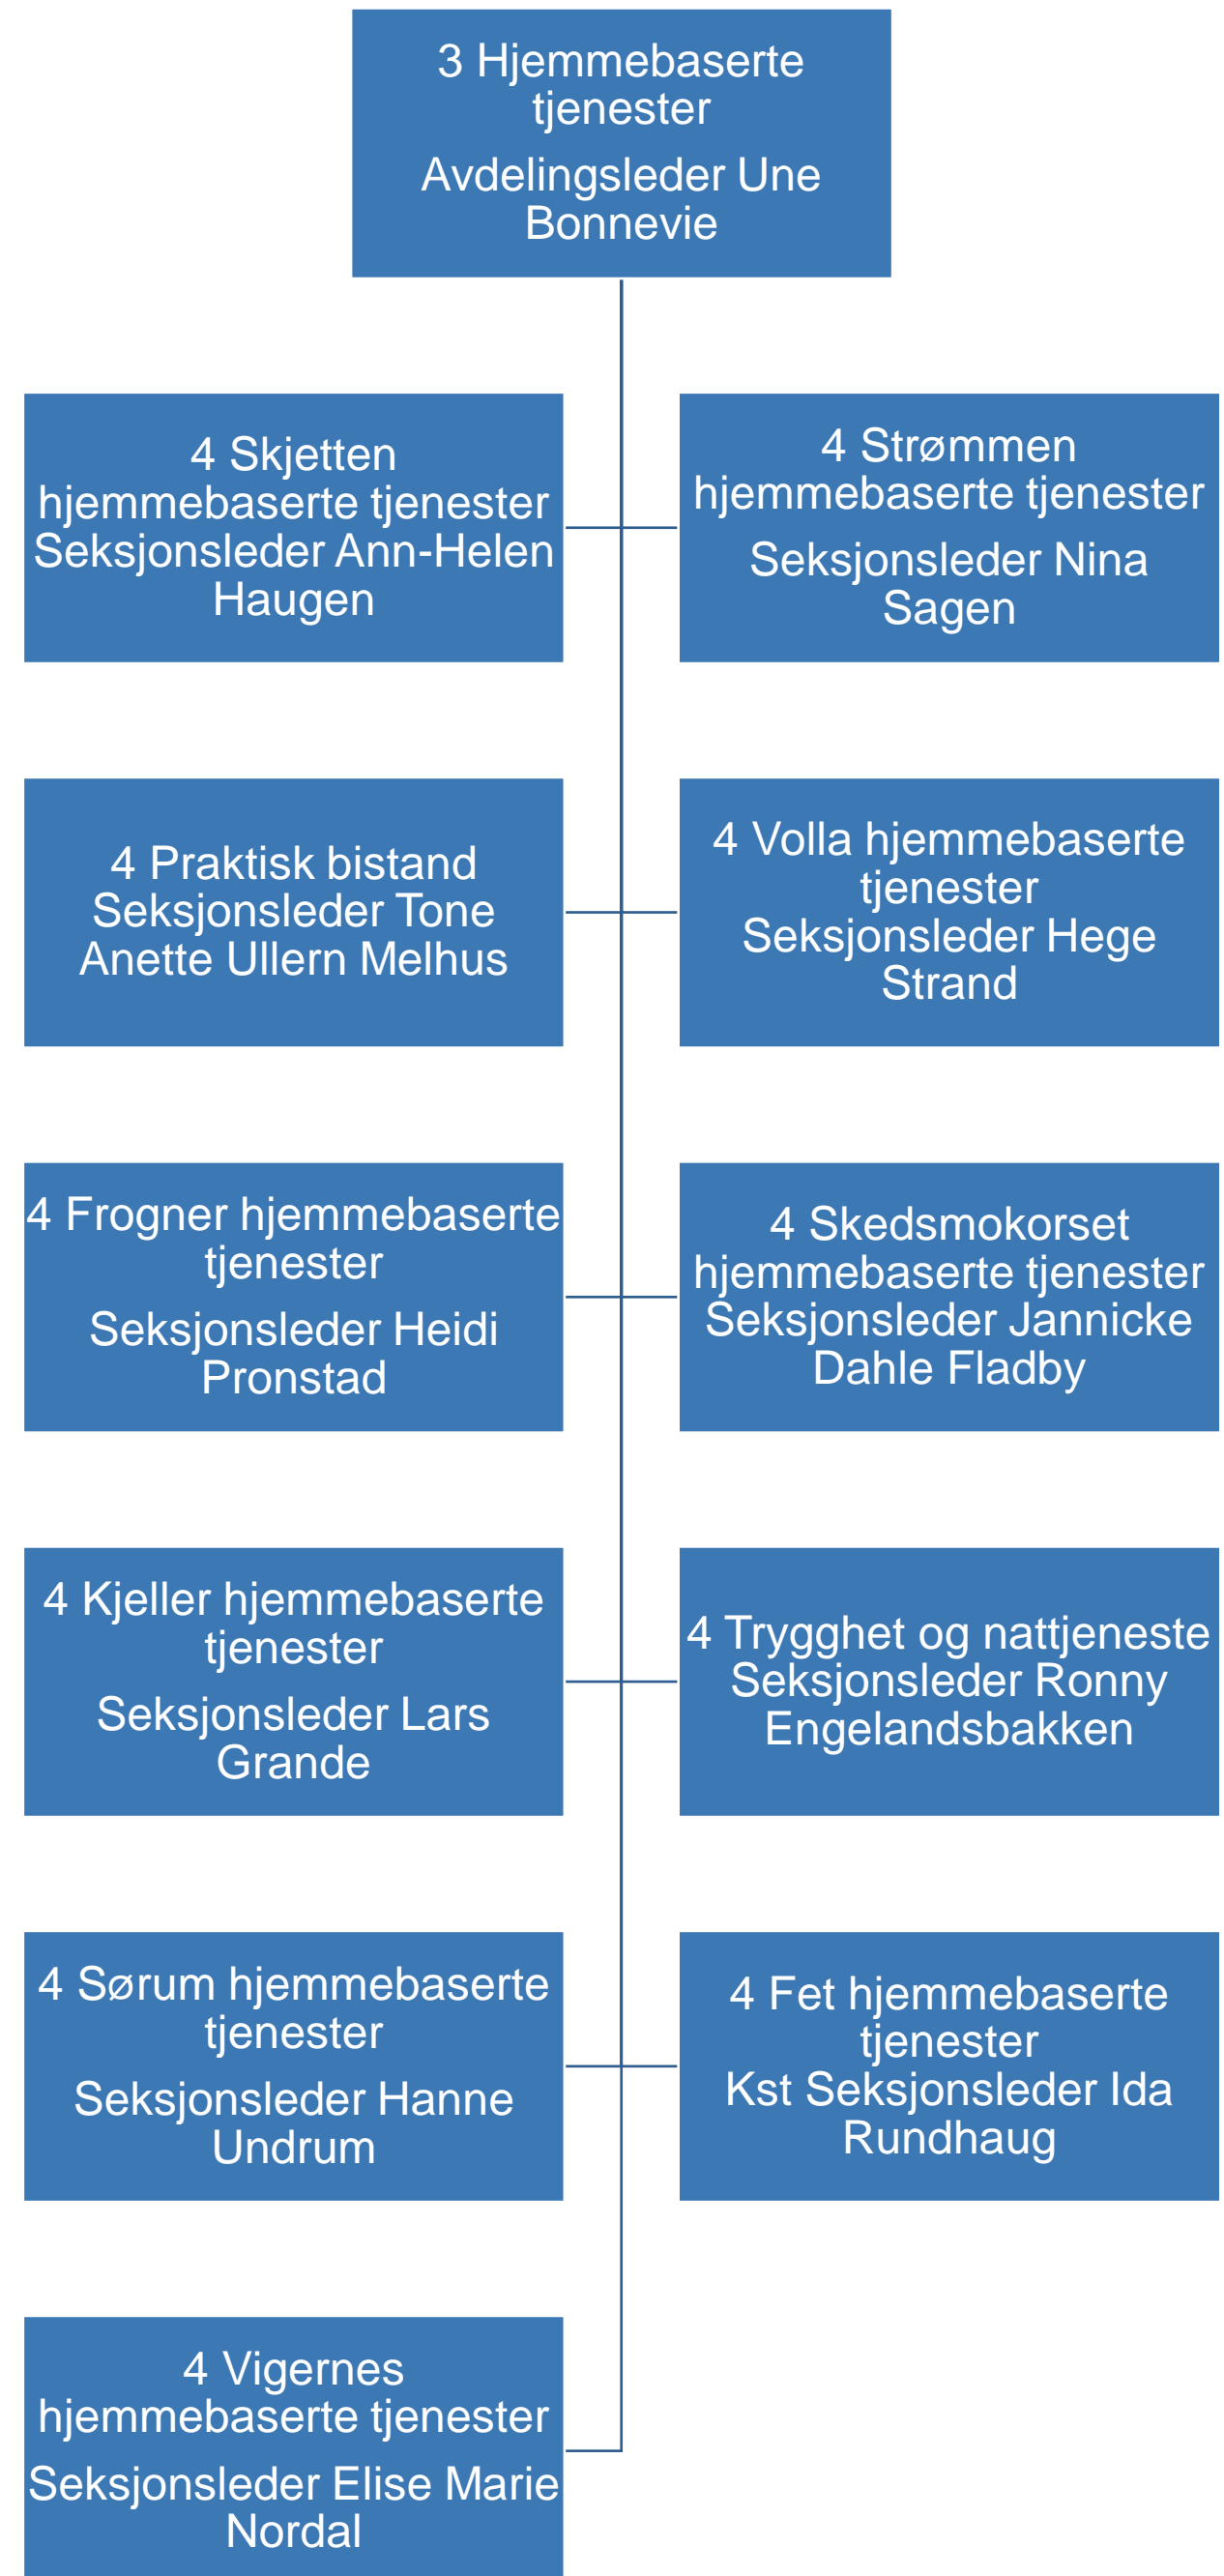 3 Hjemmebaserte
tjenester
Avdelingsleder Une
Bonnevie
4 Skjetten
hjemmebaserte tjenester
Seksjonsleder Ann-Helen
Haugen
4 Strømmen
hjemmebaserte tjenester
Seksjonsleder Nina
Sagen
4 Praktisk bistand
Seksjonsleder Tone
Anette Ullern Melhus
4 Volla hjemmebaserte
tjenester
Seksjonsleder Hege
Strand
4 Frogner hjemmebaserte
tjenester
Seksjonsleder Heidi
Pronstad
4 Skedsmokorset
hjemmebaserte tjenester
Seksjonsleder Jannicke
Dahle Fladby
4 Kjeller hjemmebaserte
tjenester
Seksjonsleder Lars
Grande
4 Trygghet og nattjeneste
Seksjonsleder Ronny
Engelandsbakken
4 Sørum hjemmebaserte
tjenester
Seksjonsleder Hanne
Undrum
4 Fet hjemmebaserte
tjenester
Kst Seksjonsleder Ida
Rundhaug
4 Vigernes
hjemmebaserte tjenester
Seksjonsleder Elise Marie
Nordal